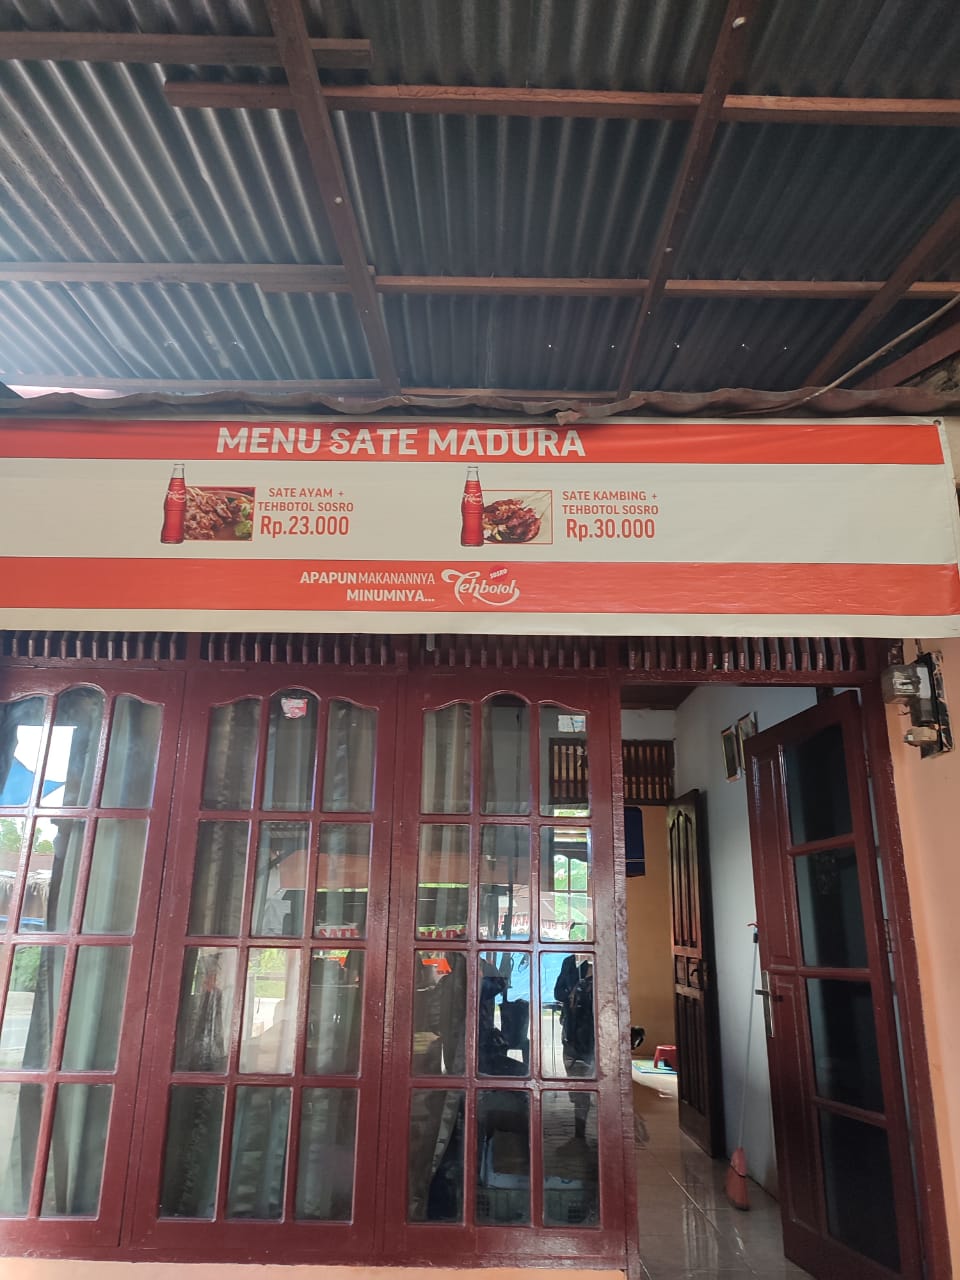 MENU SATE MADURA
SATE AYAM +
TEHBOTOL SOSRO
Rp.23.000
SATE KAMBING +
TEHBOTOL SOSRO
Rp.30.000
APAPUN MAKANANNYA
MINUMNYA...
SOSRO
Tehbotol